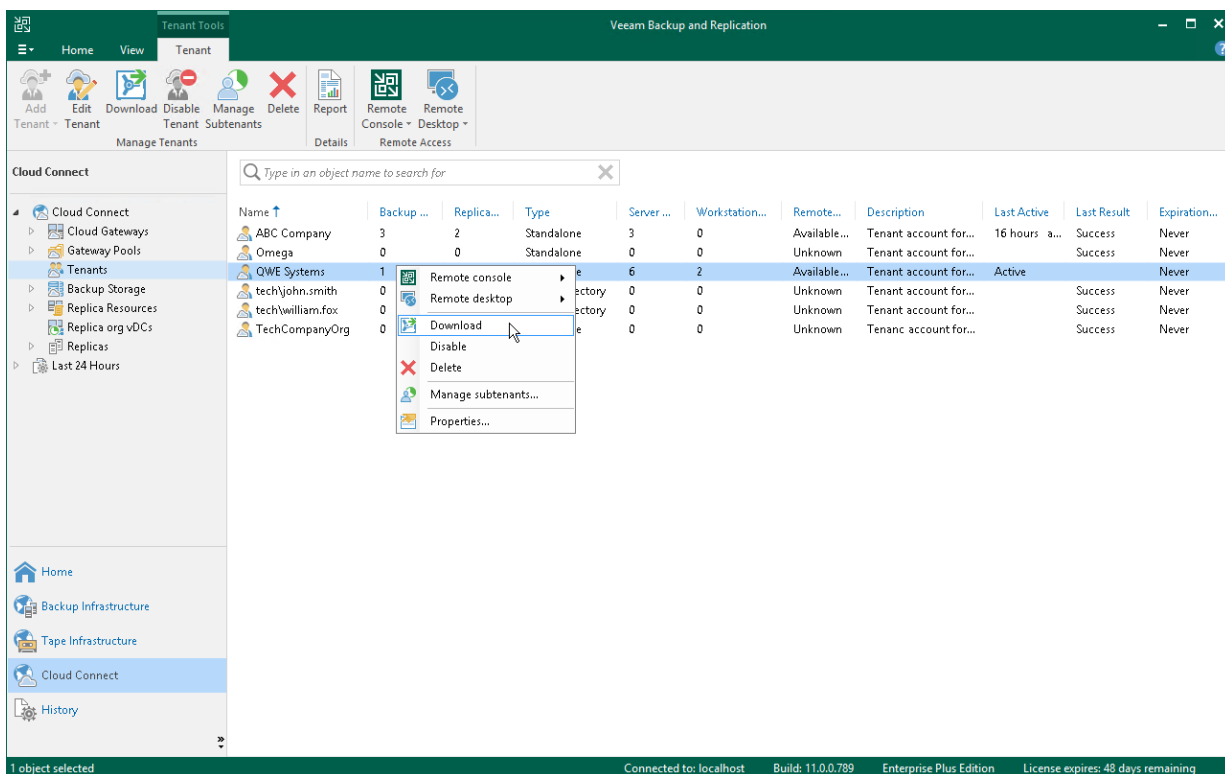 Tenant Tools
Veeam Backup and Replication
Home View Tenant
Add Tenant
Edit Tenant
Download
Disable Tenant
Manage Subtenants
Delete
Report
Remote Console
Remote Desktop
Manage Tenants
Details
Remote Access
Cloud Connect
Type in an object name to search for
Cloud Connect
Cloud Gateways
Gateway Pools
Tenants
Backup Storage
Replica Resources
Replica org vDCs
Replicas
Last 24 Hours
Name Backup ... Replica... Type Server ... Workstation... Remote... Description Last Active Last Result Expiration...
ABC Company 3 2 Standalone 3 0 Available... Tenant account for... 16 hours a... Success Never
Omega 0 0 Standalone 0 0 Unknown Tenant account for... Success Never
QWE Systems 1 e 6 2 Available... Tenant account for... Active Never
tech\john.smith 0 ectory 0 0 Unknown Tenant account for... Success Never
tech\william.fox 0 ectory 0 0 Unknown Tenant account for... Success Never
TechCompanyOrg 0 e 0 0 Unknown Tenanc account for... Success Never
Remote console
Remote desktop
Download
Disable
Delete
Manage subtenants...
Properties...
Home
Backup Infrastructure
Tape Infrastructure
Cloud Connect
History
1 object selected
Connected to: localhost Build: 11.0.0.789 Enterprise Plus Edition License expires: 48 days remaining